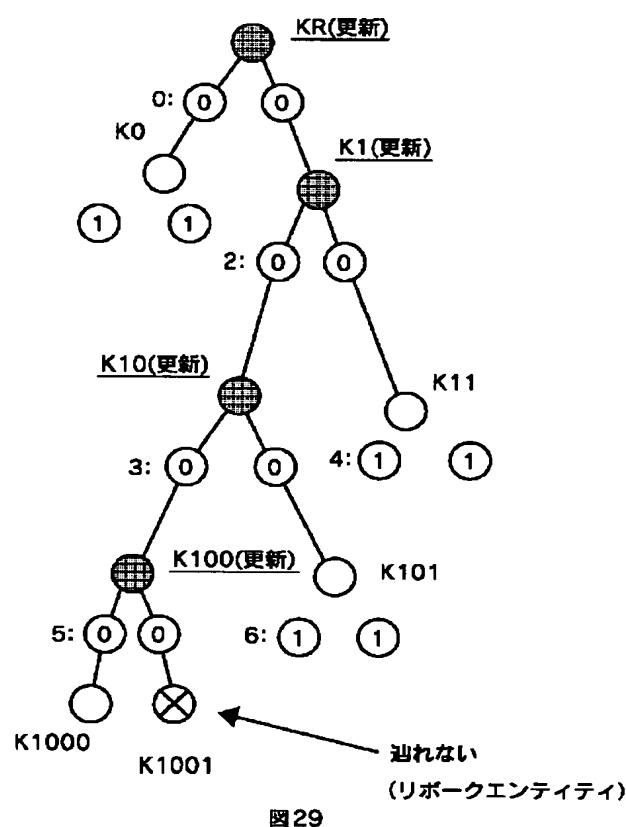 KR(更新)
0: 0 0
K0
K1(更新)
1 1
2: 0 0
K10(更新)
K11
3: 0 0
4: 1 1
K100(更新)
K101
5: 0 0
6: 1 1
K1000
K1001
辿れない
(リボークエンティティ)
図29